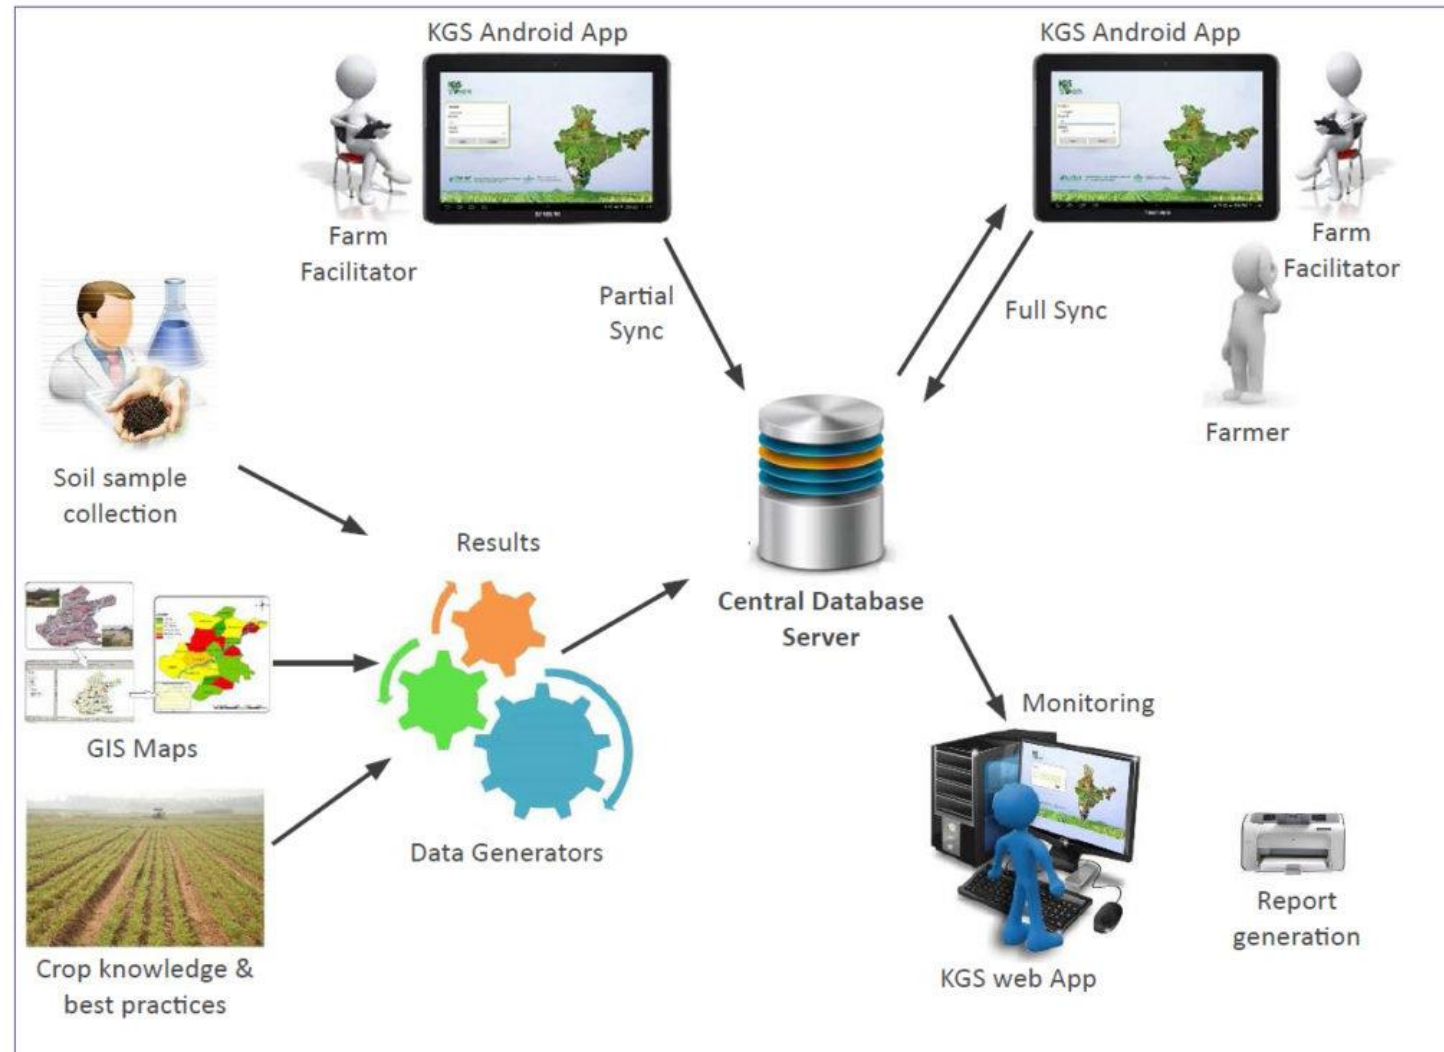 KGS Android App
KGS Android App
Farm
Facilitator
Farm
Facilitator
Partial
Sync
Full Sync
Farmer
Soil sample
collection
Results
Central Database
Server
GIS Maps
Monitoring
Data Generators
Crop knowledge &
best practices
KGS web App
Report
generation